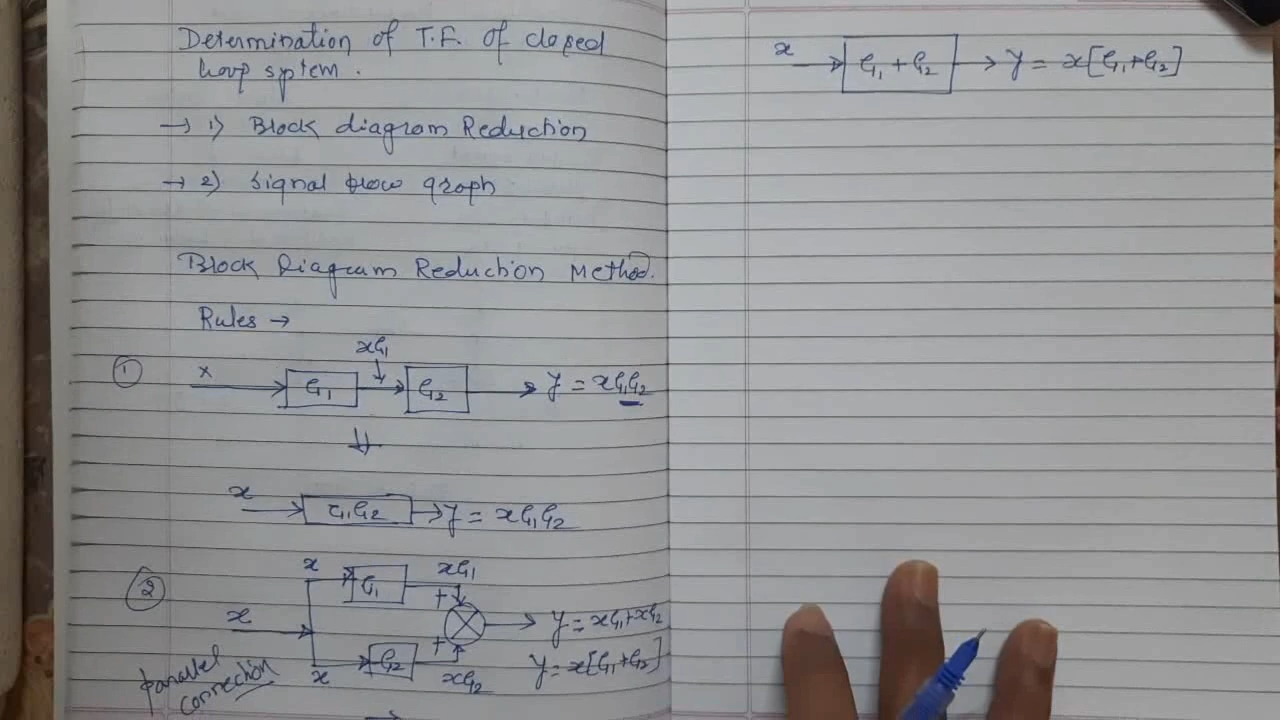 Determination of T.F. of closed
loop system.
→ 1) Block diagram Reduction
→ 2) Signal flow graph
Block Diagram Reduction Method.
Rules →
xG1
① x G1 G2 y = xG1G2
x G1G2 y = xG1G2
② x G1 xG1
x + y = xG1+xG2
+ y = x[G1+G2]
x G2 xG2
parallel
connection
x G1 + G2 y = x[G1+G2]